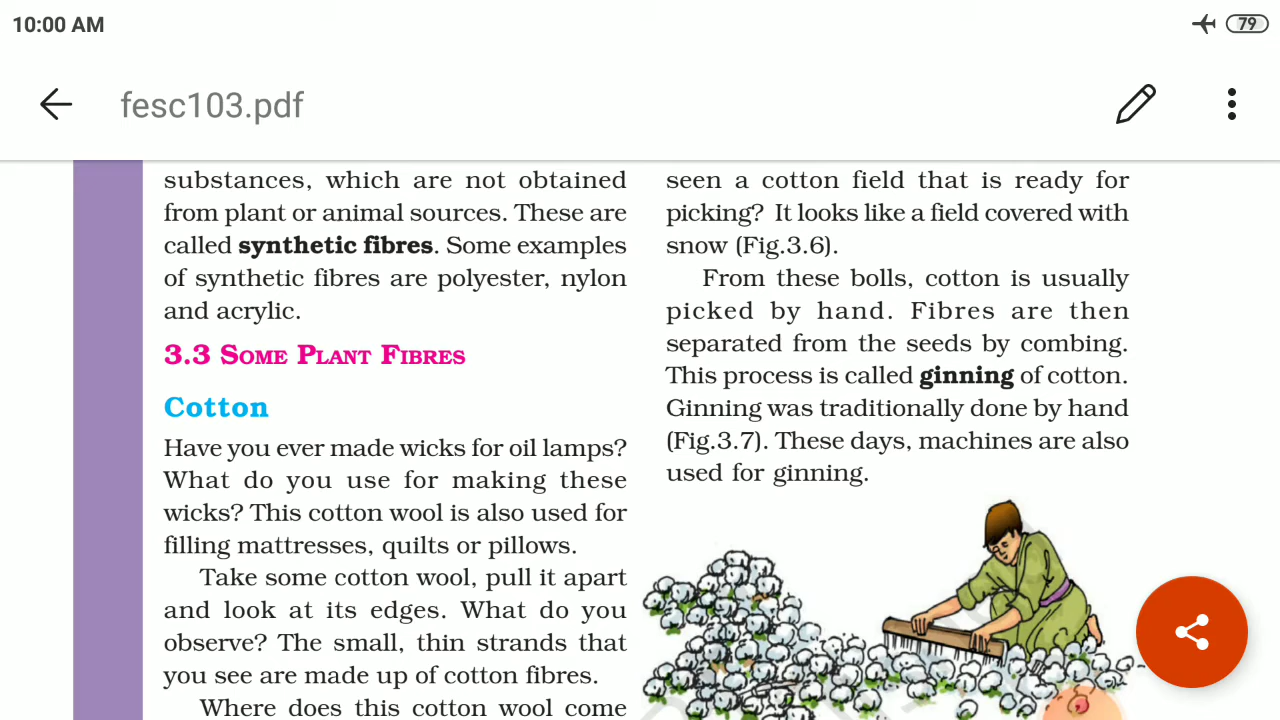 10:00 AM
79
fesc103.pdf
substances, which are not obtained
from plant or animal sources. These are
called synthetic fibres. Some examples
of synthetic fibres are polyester, nylon
and acrylic.
3.3 SOME PLANT FIBRES
Cotton
Have you ever made wicks for oil lamps?
What do you use for making these
wicks? This cotton wool is also used for
filling mattresses, quilts or pillows.
Take some cotton wool, pull it apart
and look at its edges. What do you
observe? The small, thin strands that
you see are made up of cotton fibres.
Where does this cotton wool come
seen a cotton field that is ready for
picking? It looks like a field covered with
snow (Fig.3.6).
From these bolls, cotton is usually
picked by hand. Fibres are then
separated from the seeds by combing.
This process is called ginning of cotton.
Ginning was traditionally done by hand
(Fig.3.7). These days, machines are also
used for ginning.